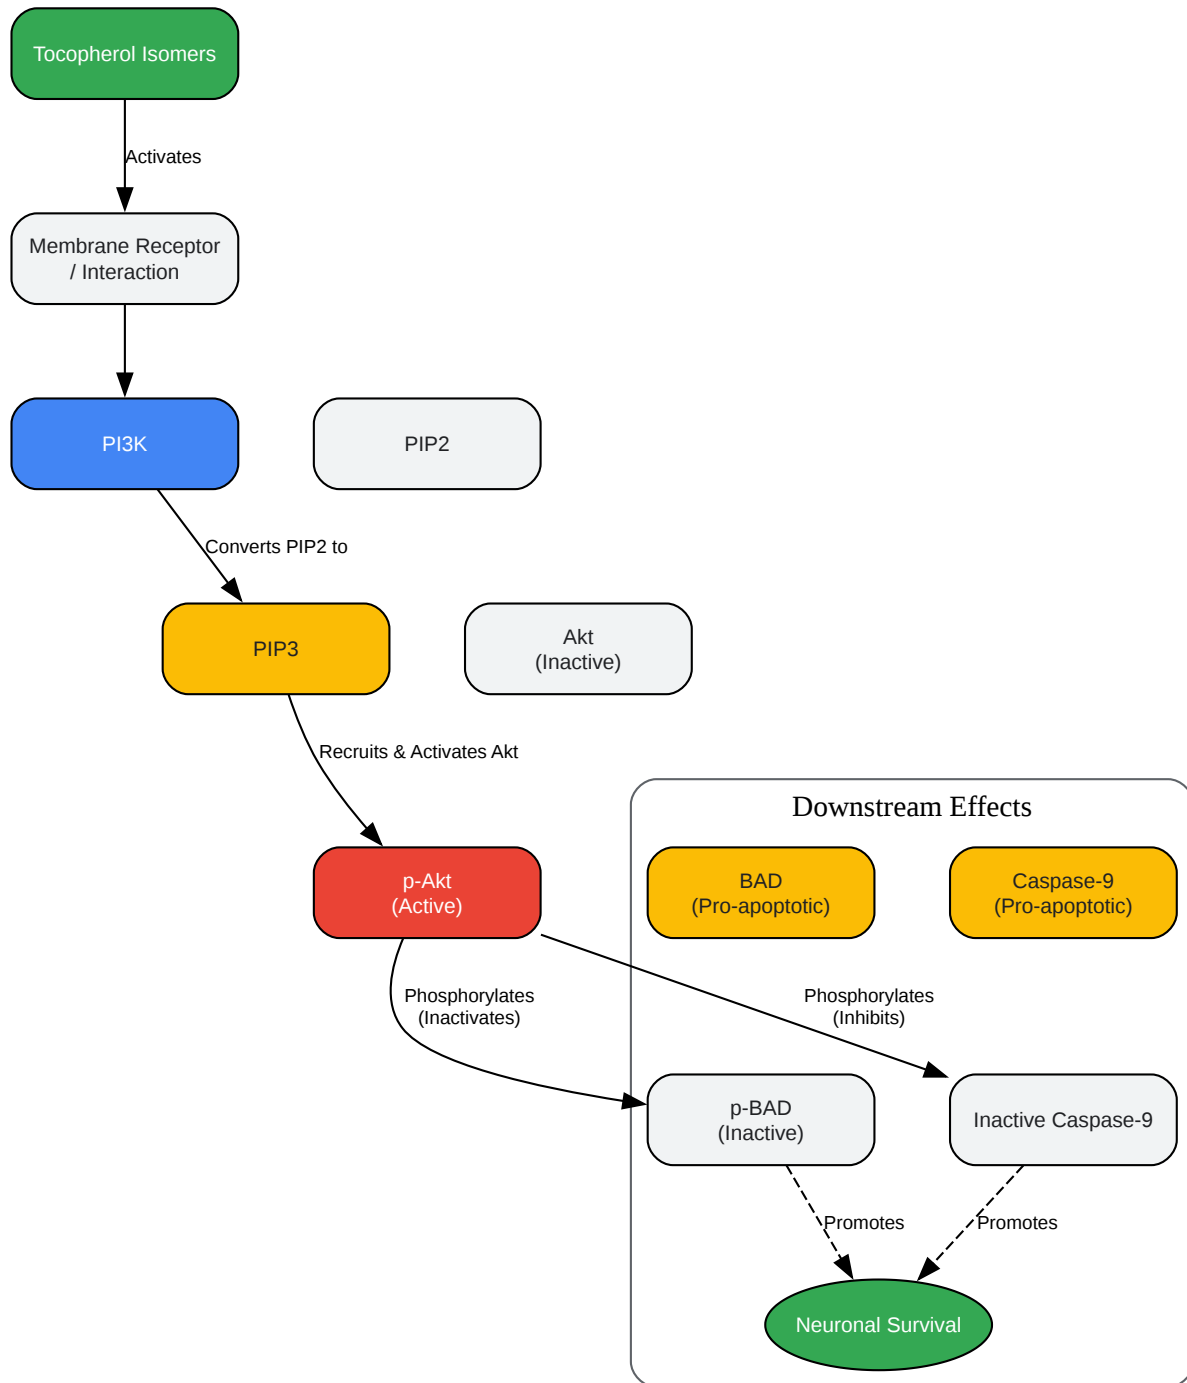 Tocopherol Isomers
Activates
Membrane Receptor
/ Interaction
PI3K
PIP2
Converts PIP2 to
PIP3
Akt
(Inactive)
Recruits & Activates Akt
Downstream Effects
p-Akt
(Active)
BAD
(Pro-apoptotic)
Caspase-9
(Pro-apoptotic)
Phosphorylates
(Inactivates)
Phosphorylates
(Inhibits)
p-BAD
(Inactive)
Inactive Caspase-9
Promotes
Promotes
Neuronal Survival